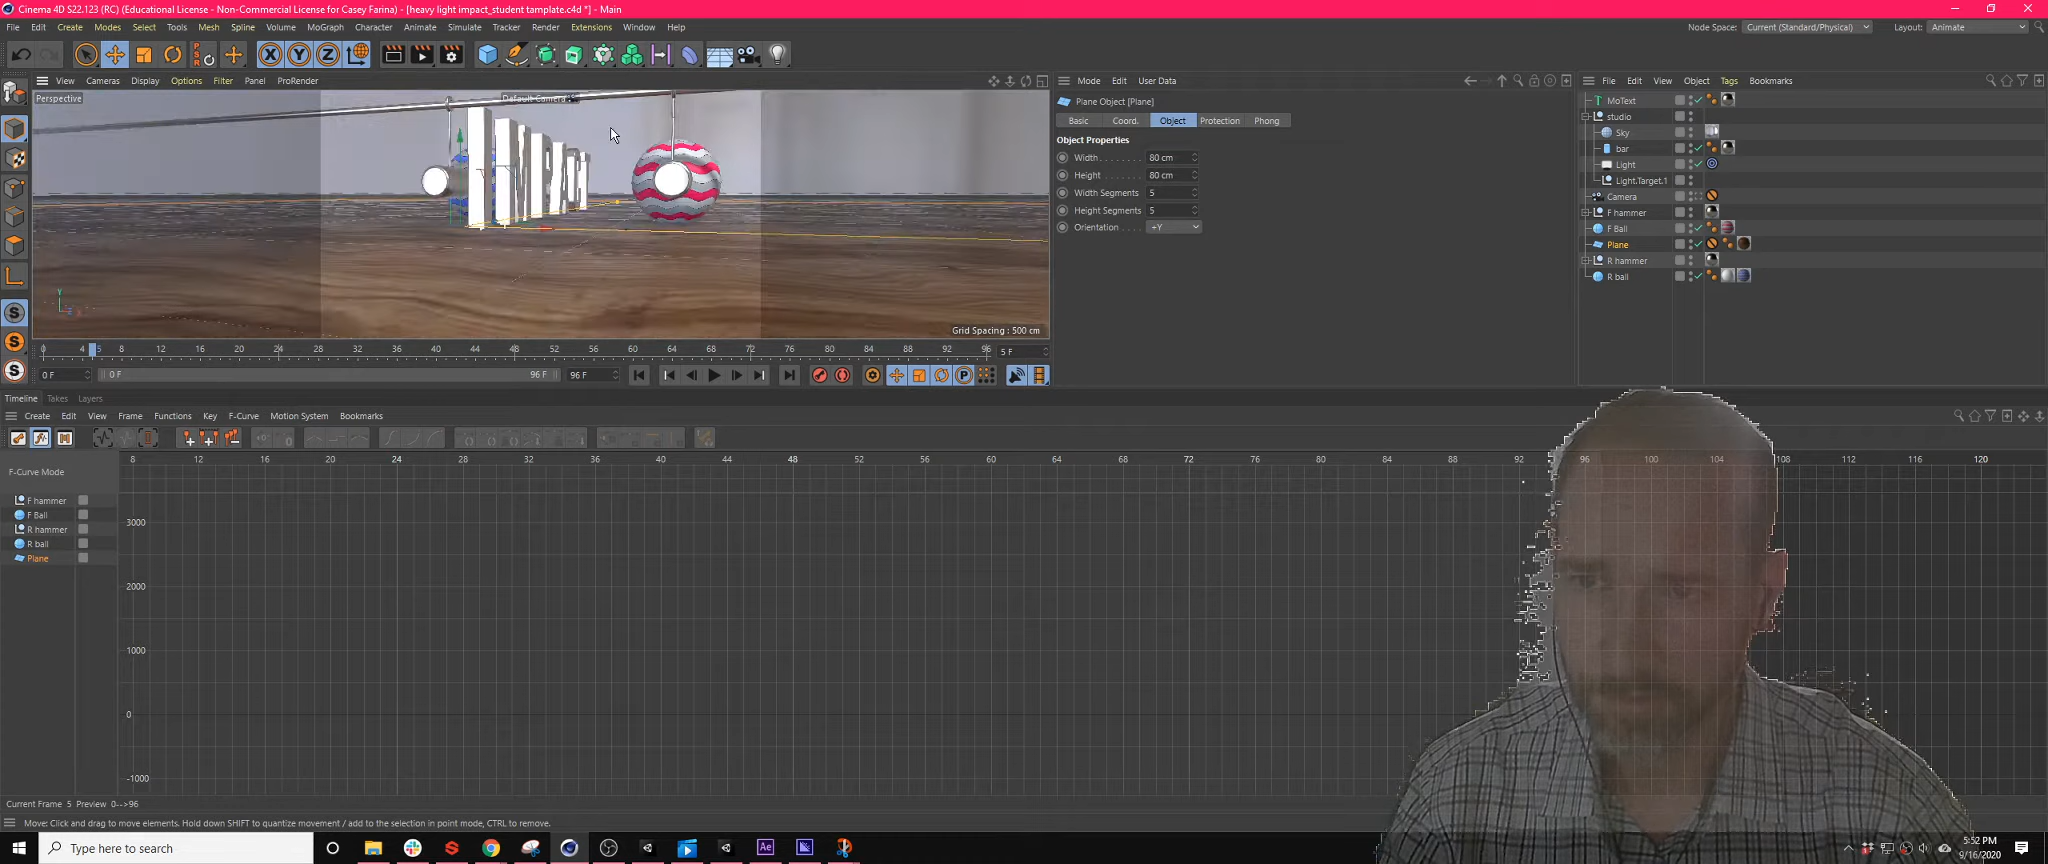 Cinema 4D S22.123 (RC) (Educational License - Non-Commercial License for Casey Farina) - [heavy light impact_student tamplate.c4d *] - Main
File Edit Create Modes Select Tools Mesh Spline Volume MoGraph Character Animate Simulate Tracker Render Extensions Window Help
Node Space: Current (Standard/Physical) Layout: Animate
View Cameras Display Options Filter Panel ProRender
Mode Edit User Data
File Edit View Object Tags Bookmarks
Perspective
Default Camera
Plane Object [Plane]
Basic Coord. Object Protection Phong
Object Properties
Width 80 cm
Height 80 cm
Width Segments 5
Height Segments 5
Orientation +Y
MoText
studio
Sky
bar
Light
Light.Target.1
Camera
F hammer
F Ball
Plane
R hammer
R ball
Grid Spacing : 500 cm
0 4 5 8 12 16 20 24 28 32 36 40 44 48 52 56 60 64 68 72 76 80 84 88 92 96 5 F
0 F 0 F 96 F 96 F
Timeline Takes Layers
Create Edit View Frame Functions Key F-Curve Motion System Bookmarks
8 12 16 20 24 28 32 36 40 44 48 52 56 60 64 68 72 76 80 84 88 92 96 100 104 108 112 116 120
F-Curve Mode
F hammer
F Ball
R hammer
R ball
Plane
3000
2000
1000
0
-1000
Current Frame 5 Preview 0-->96
Move: Click and drag to move elements. Hold down SHIFT to quantize movement / add to the selection in point mode, CTRL to remove.
Type here to search
Ae
5:52 PM
9/16/2020